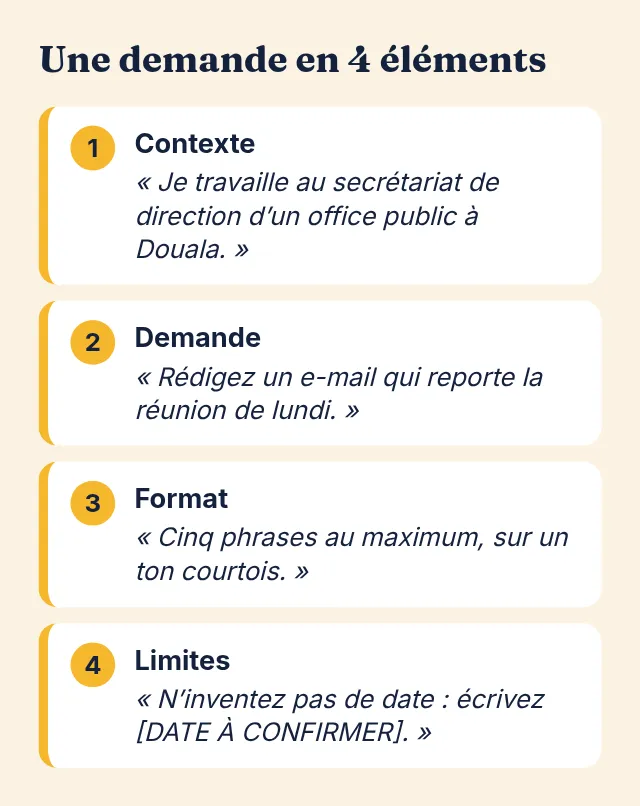 Une demande en 4 éléments
1
Contexte
« Je travaille au secrétariat de
direction d’un office public à
Douala. »
2
Demande
« Rédigez un e-mail qui reporte la
réunion de lundi. »
3
Format
« Cinq phrases au maximum, sur un
ton courtois. »
4
Limites
« N’inventez pas de date : écrivez
[DATE À CONFIRMER]. »